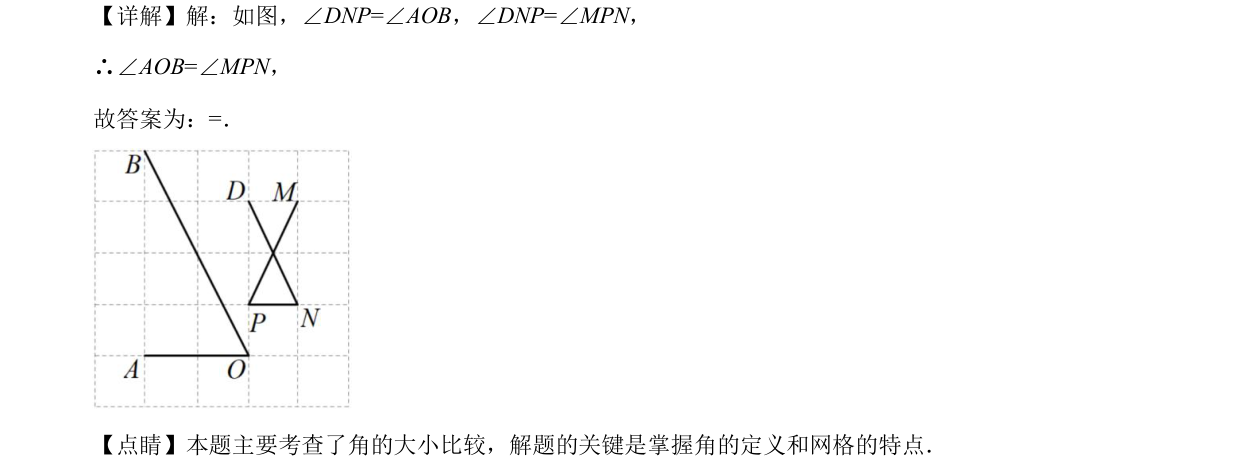 【详解】解：如图，∠DNP=∠AOB，∠DNP=∠MPN，
∴∠AOB=∠MPN，
故答案为：=．
B
D M
P N
A O
【点睛】本题主要考查了角的大小比较，解题的关键是掌握角的定义和网格的特点．